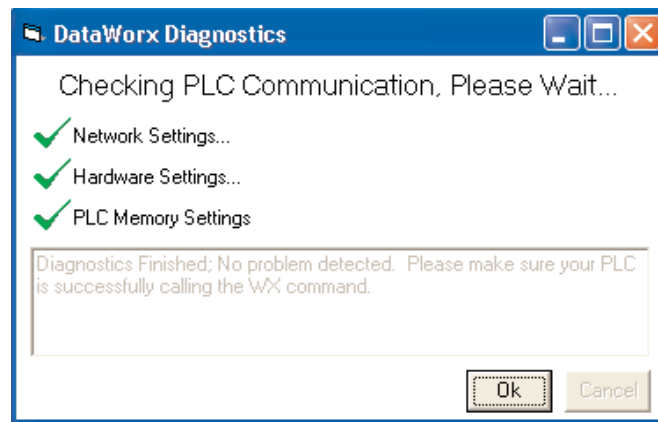 DataWorx Diagnostics
Checking PLC Communication, Please Wait...
Network Settings...
Hardware Settings...
PLC Memory Settings
Diagnostics Finished; No problem detected.  Please make sure your PLC
is successfully calling the WX command.
Ok
Cancel